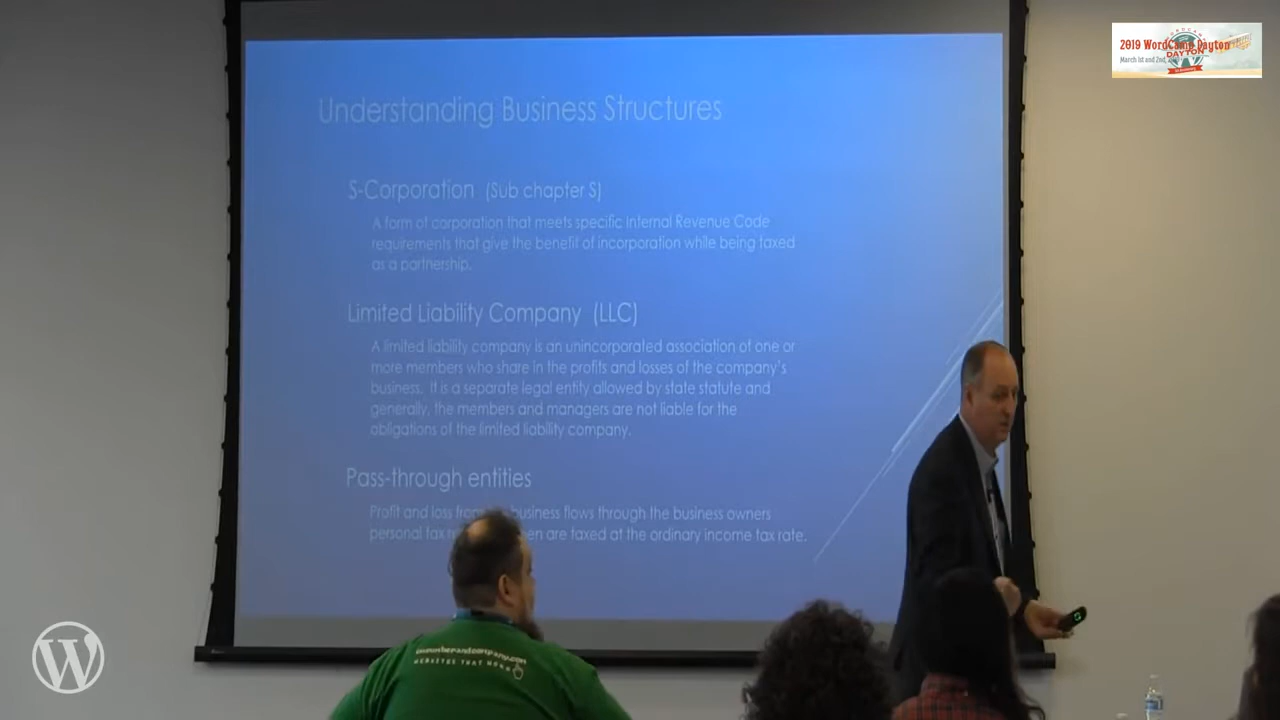 2019 WordCamp Dayton
March 1st and 2nd,
DAYTON
Understanding Business Structures
S-Corporation (Sub chapter S)
A form of corporation that meets specific Internal Revenue Code
requirements that give the benefit of incorporation while being taxed
as a partnership.
Limited Liability Company (LLC)
A limited liability company is an unincorporated association of one or
more members who share in the profits and losses of the company's
business. It is a separate legal entity allowed by state statute and
generally, the members and managers are not liable for the
obligations of the limited liability company.
Pass-through entities
Profit and loss business flows through the business owners
personal tax are taxed at the ordinary income tax rate.
WEBSITES THAT WORK
W